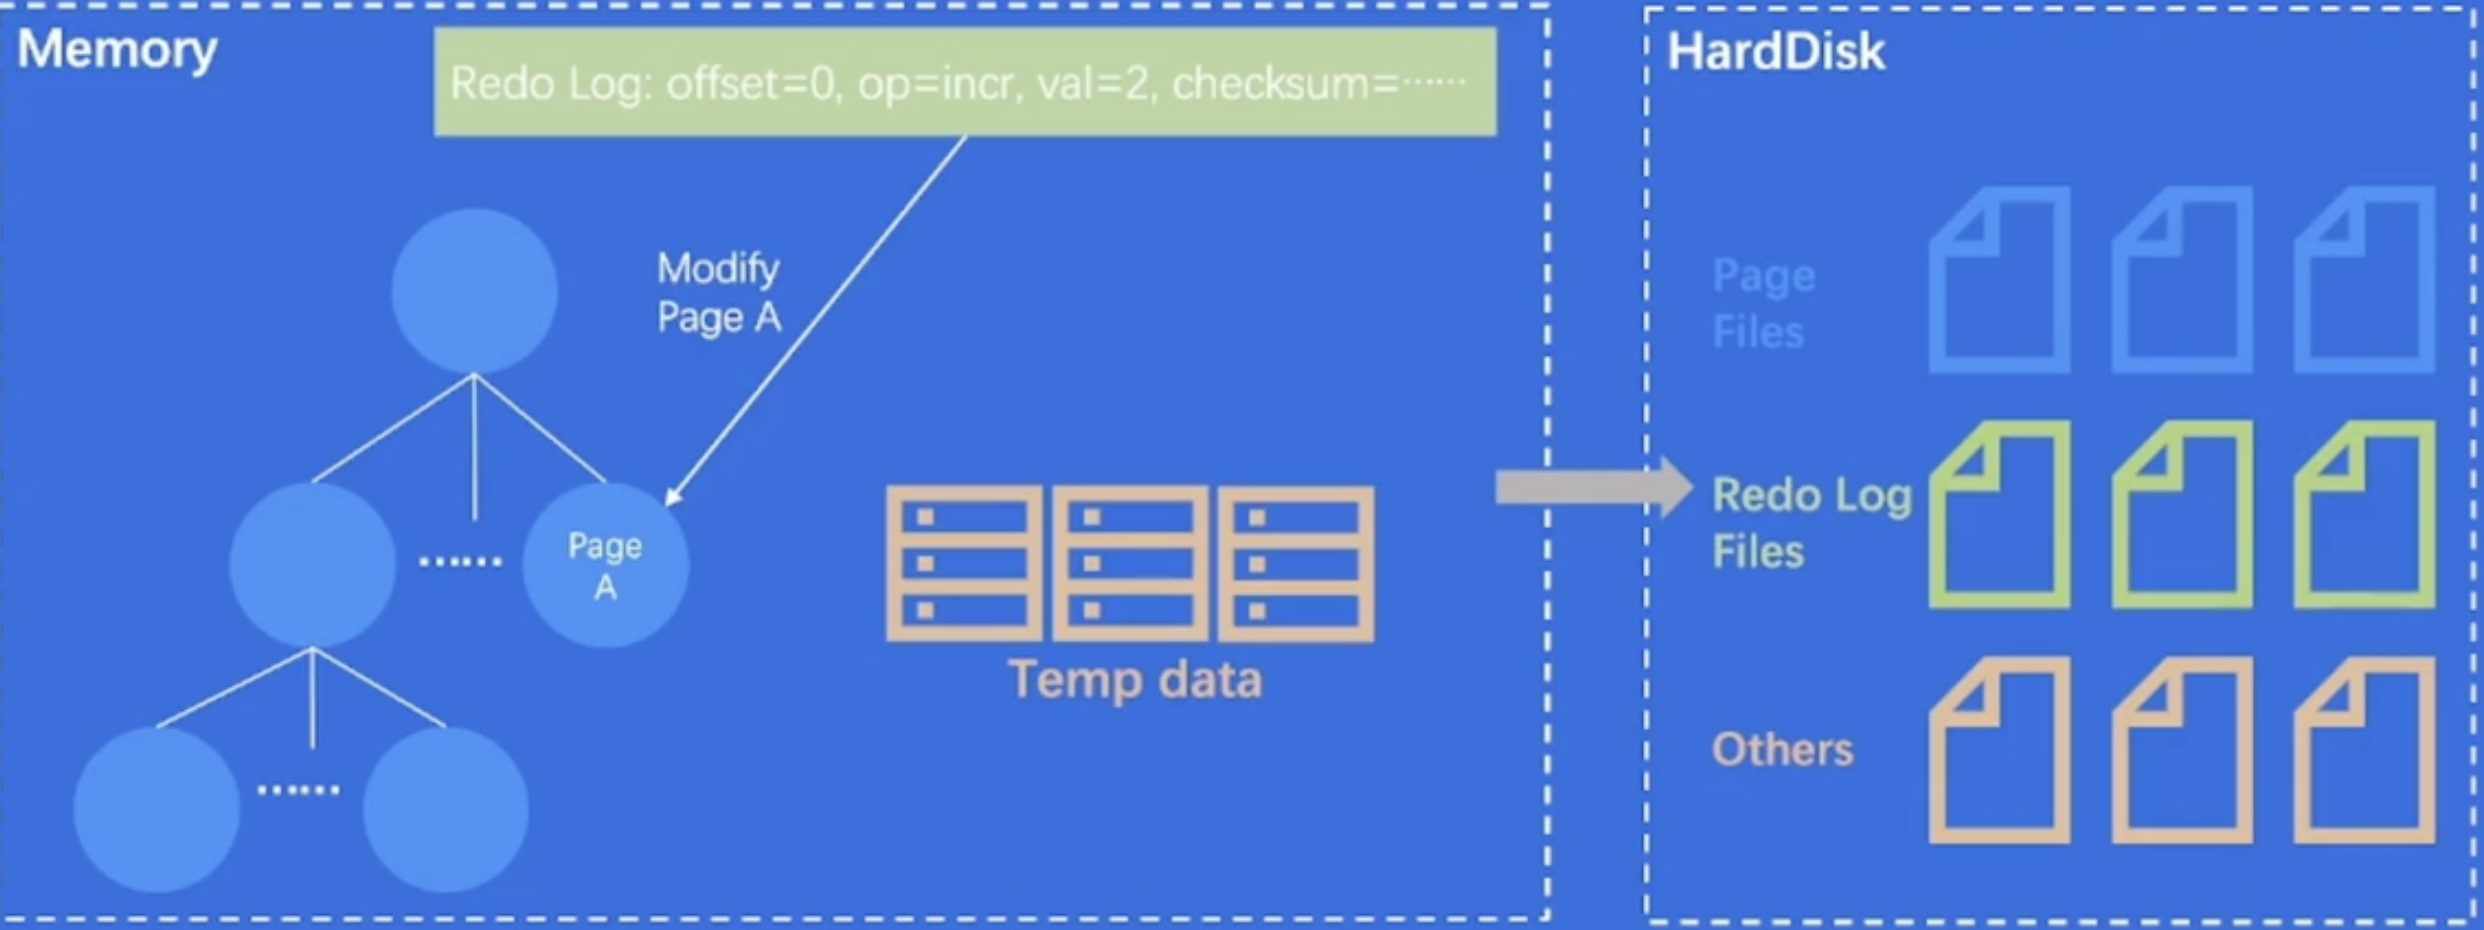 Memory
Redo Log: offset=0, op=incr, val=2, checksum=······
HardDisk
Modify
Page A
Page
Files
Page
A
Redo Log
Files
Temp data
Others